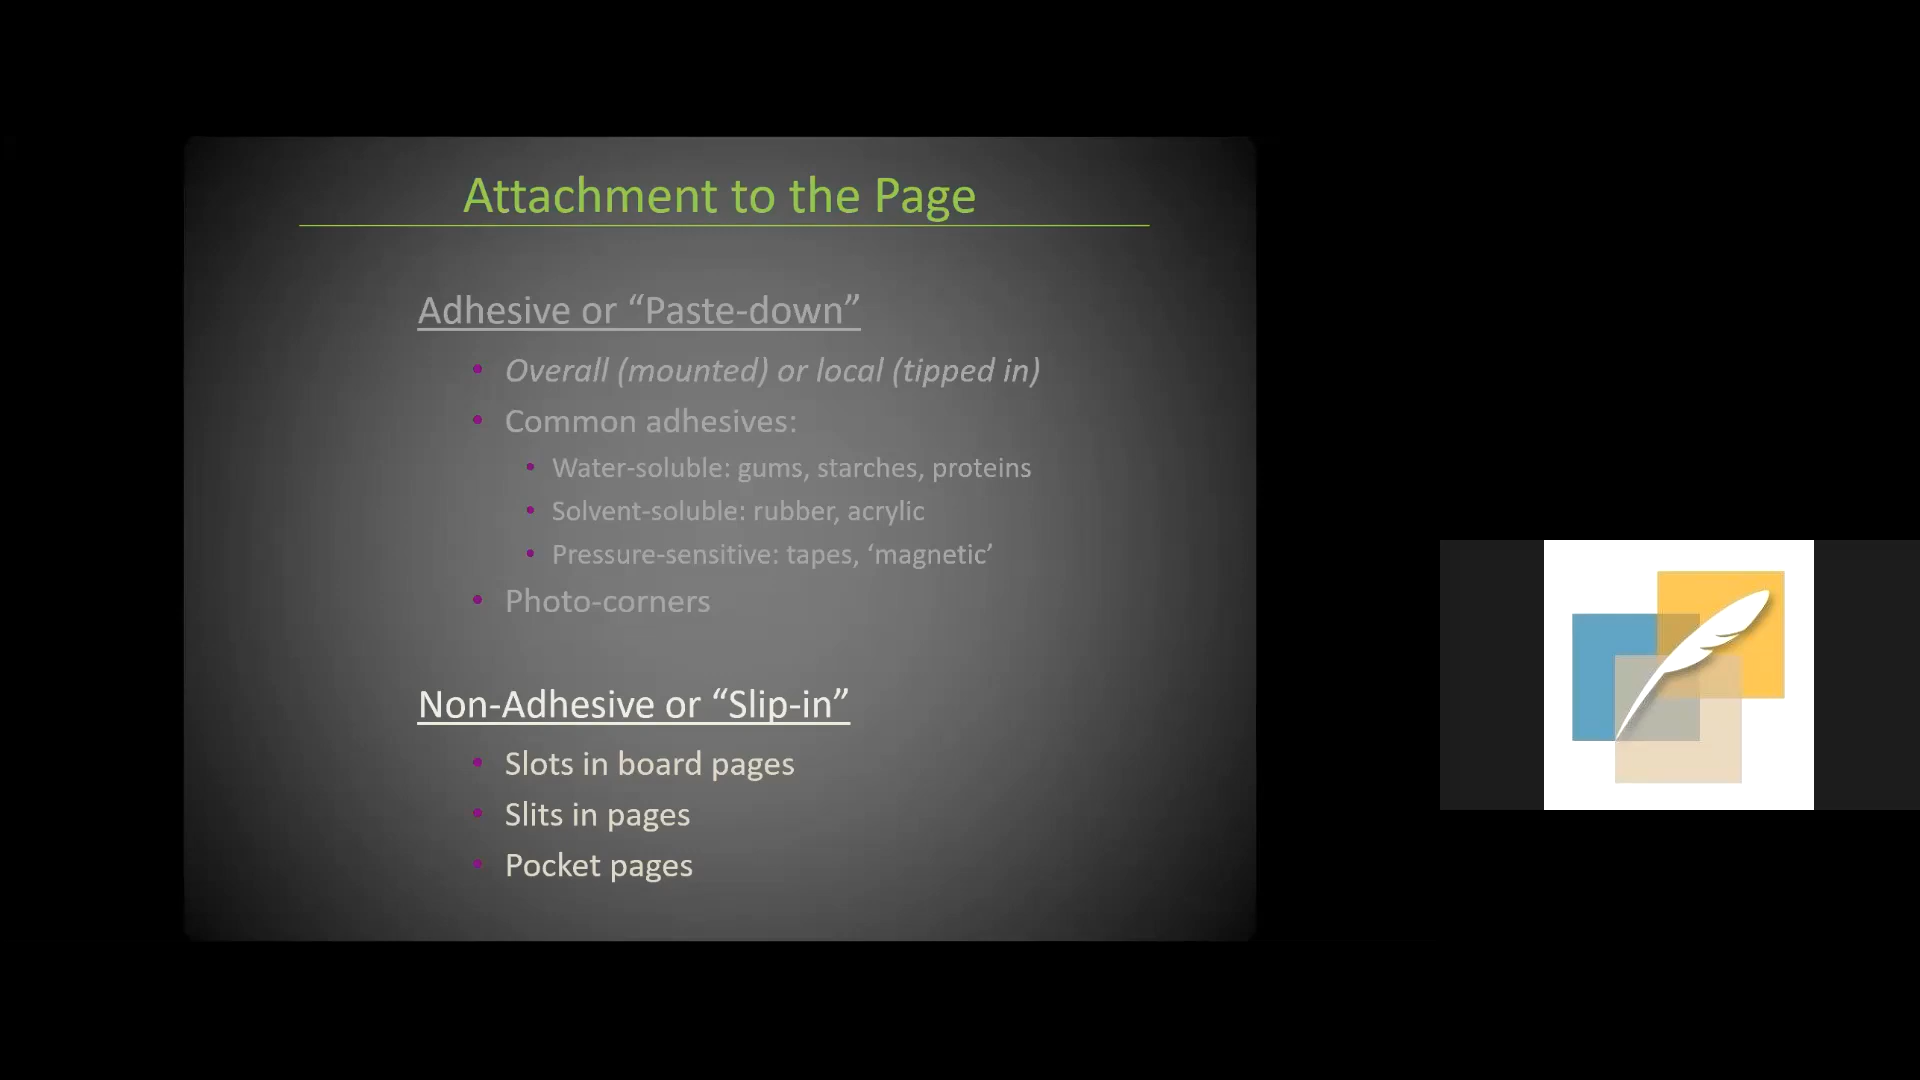 Attachment to the Page
Adhesive or “Paste-down”
• Overall (mounted) or local (tipped in)
• Common adhesives:
• Water-soluble: gums, starches, proteins
• Solvent-soluble: rubber, acrylic
• Pressure-sensitive: tapes, ‘magnetic’
• Photo-corners
Non-Adhesive or “Slip-in”
• Slots in board pages
• Slits in pages
• Pocket pages